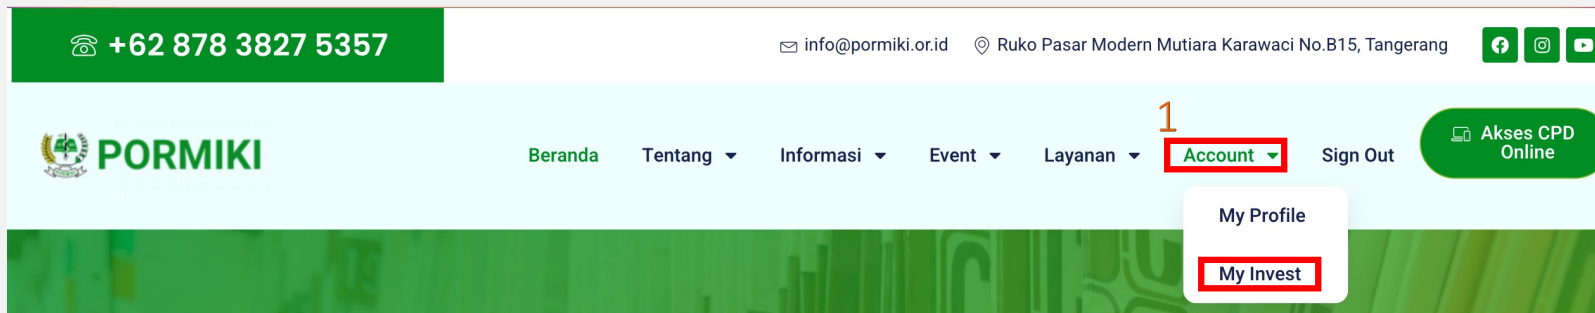 +62 878 3827 5357
info@pormiki.or.id Ruko Pasar Modern Mutiara Karawaci No.B15, Tangerang
1
PORMIKI
Beranda Tentang Informasi Event Layanan Account Sign Out
Akses CPD
Online
My Profile
My Invest